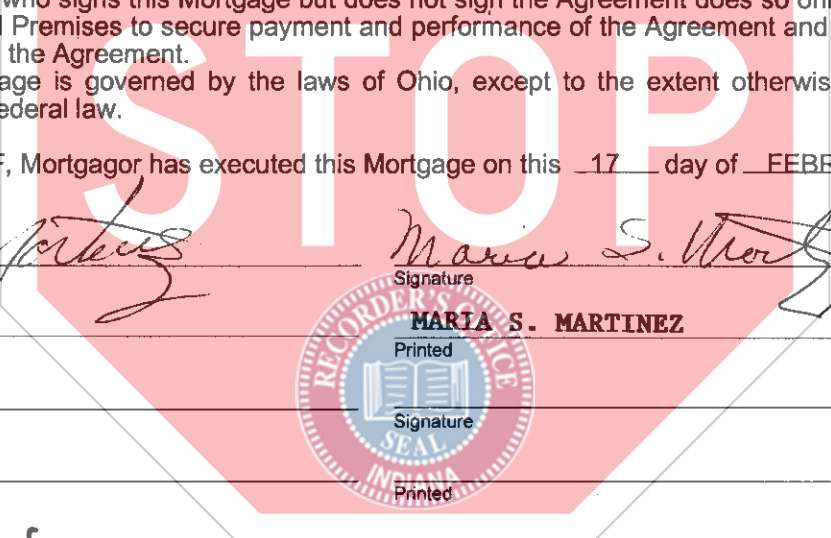 who signs this Mortgage but does not sign the Agreement does so on
Premises to secure payment and performance of the Agreement and
the Agreement.
age is governed by the laws of Ohio, except to the extent otherwis
ederal law.
STOP
, Mortgagor has executed this Mortgage on this 17 day of FEBR
Maria S.
Signature
MARIA S. MARTINEZ
Printed
Signature
Printed
RECORDER'S OFFICE
SEAL
INDIANA